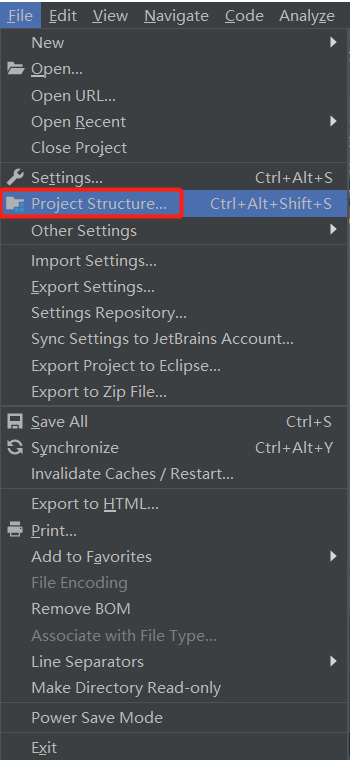 File Edit View Navigate Code Analyze
New
Open...
Open URL...
Open Recent
Close Project
Settings... Ctrl+Alt+S
Project Structure... Ctrl+Alt+Shift+S
Other Settings
Import Settings...
Export Settings...
Settings Repository...
Sync Settings to JetBrains Account...
Export Project to Eclipse...
Export to Zip File...
Save All Ctrl+S
Synchronize Ctrl+Alt+Y
Invalidate Caches / Restart...
Export to HTML...
Print...
Add to Favorites
File Encoding
Remove BOM
Associate with File Type...
Line Separators
Make Directory Read-only
Power Save Mode
Exit